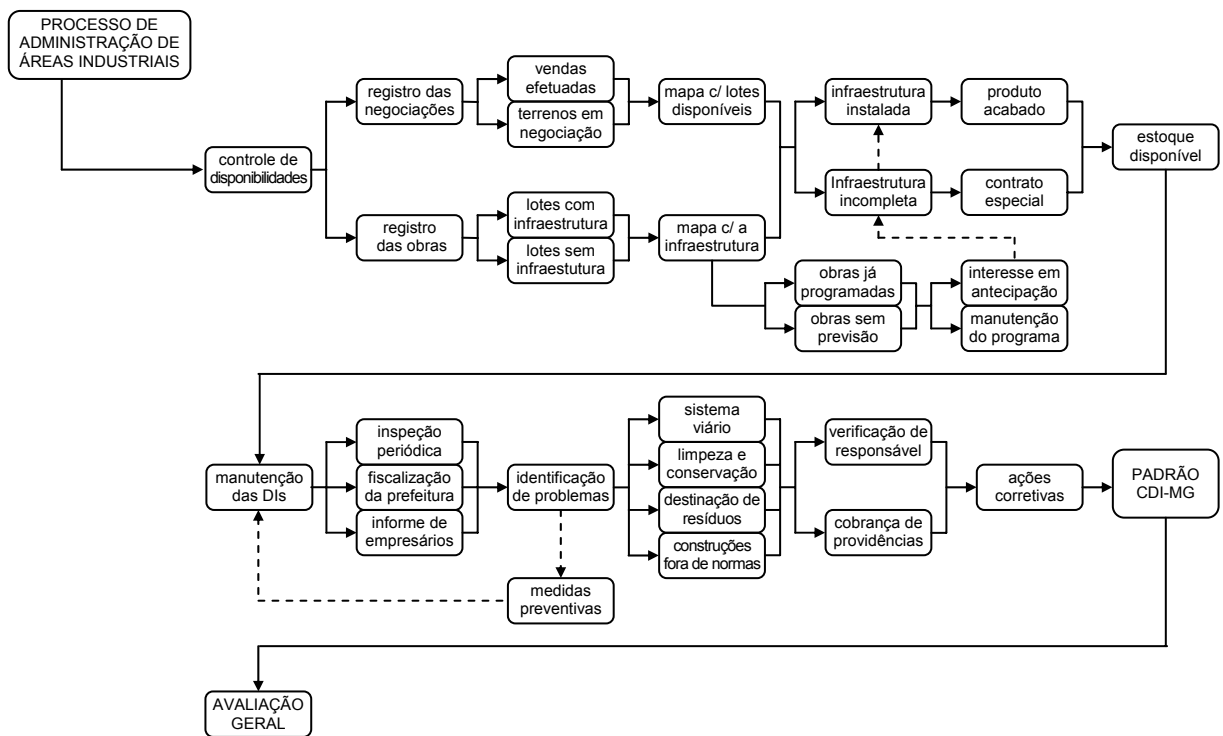 PROCESSO DE
ADMINISTRAÇÃO DE
ÁREAS INDUSTRIAIS
controle de
disponibilidades
registro das
negociações
vendas
efetuadas
terrenos em
negociação
mapa c/ lotes
disponíveis
registro
das obras
lotes com
infraestrutura
lotes sem
infraestutura
mapa c/ a
infraestrutura
infraestrutura
instalada
produto
acabado
Infraestrutura
incompleta
contrato
especial
estoque
disponível
obras já
programadas
obras sem
previsão
interesse em
antecipação
manutenção
do programa
manutenção
das DIs
inspeção
periódica
fiscalização
da prefeitura
informe de
empresários
identificação
de problemas
medidas
preventivas
sistema
viário
limpeza e
conservação
destinação de
resíduos
construções
fora de normas
verificação de
responsável
cobrança de
providências
ações
corretivas
PADRÃO
CDI-MG
AVALIAÇÃO
GERAL